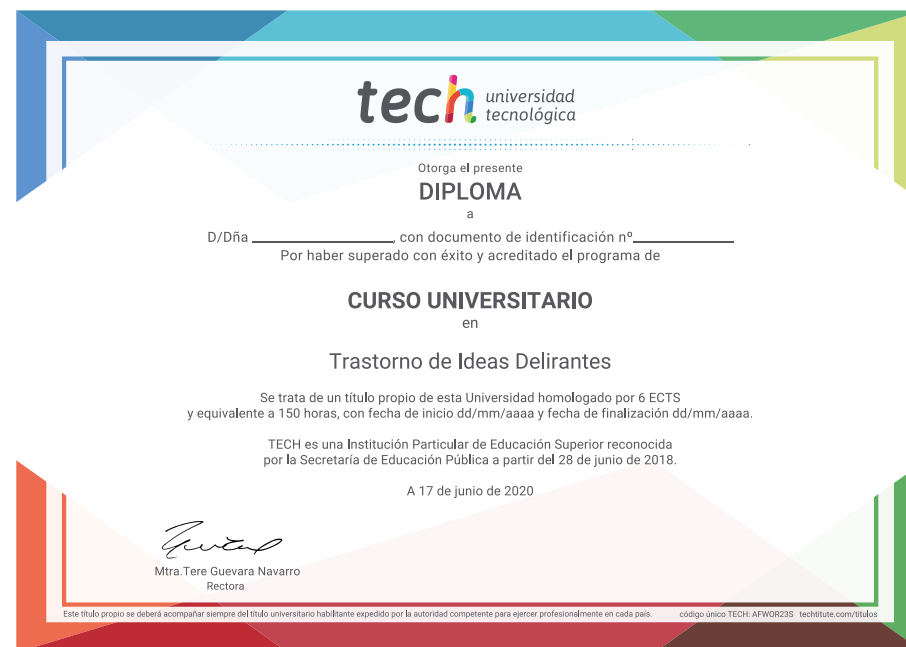 tech universidad
tecnológica
Otorga el presente
DIPLOMA
a
D/Dña ____________________, con documento de identificación nº______________
Por haber superado con éxito y acreditado el programa de
CURSO UNIVERSITARIO
en
Trastorno de Ideas Delirantes
Se trata de un título propio de esta Universidad homologado por 6 ECTS
y equivalente a 150 horas, con fecha de inicio dd/mm/aaaa y fecha de finalización dd/mm/aaaa.
TECH es una Institución Particular de Educación Superior reconocida
por la Secretaría de Educación Pública a partir del 28 de junio de 2018.
A 17 de junio de 2020
Mtra.Tere Guevara Navarro
Rectora
Este título propio se deberá acompañar siempre del título universitario habilitante expedido por la autoridad competente para ejercer profesionalmente en cada país. código único TECH: AFWOR23S techtitute.com/titulos